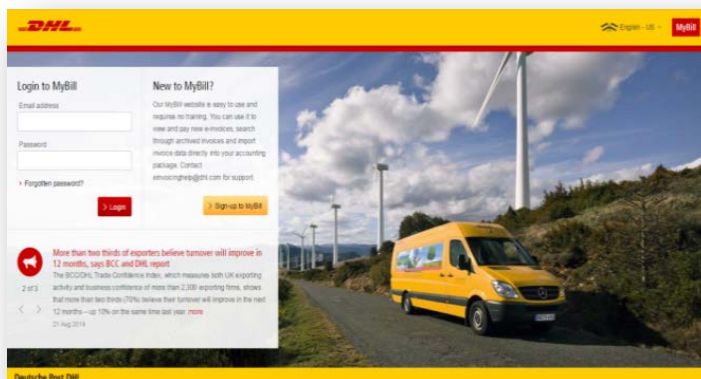 DHL
English - US
MyBill
Login to MyBill
Email address
Password
> Forgotten password?
> Login
New to MyBill?
Our MyBill website is easy to use and
requires no training. You can use it to
view and pay new e-invoices, search
through archived invoices and import
invoice data directly into your accounting
package. Contact
einvoicinghelp@dhl.com for support.
> Sign-up to MyBill
More than two thirds of exporters believe turnover will improve in
12 months, says BCC and DHL report
2 of 3
The BCC/DHL Trade Confidence Index, which measures both UK exporting
activity and business confidence of more than 2,300 exporting firms, shows
that more than two thirds (70%) believe their turnover will improve in the next
12 months – up 10% on the same time last year. more
21 Aug 2014
Deutsche Post DHL